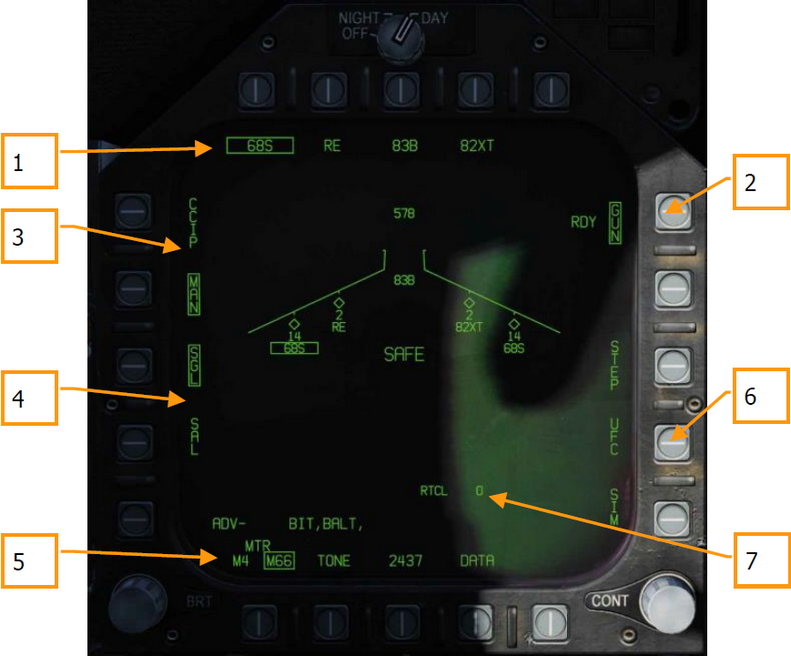 NIGHT DAY
OFF
1
68S RE 83B 82XT
2
CCIP
578
RDY GUN
3
MAN
83B
2 2
RE 82XT
14 14
68S 68S
SAFE
SGL
STEP
4
SAL
UFC
6
RTCL 0
SIM
ADV- BIT,BALT,
MTR
5
M4 M66 TONE 2437 DATA
7
BRT
CONT